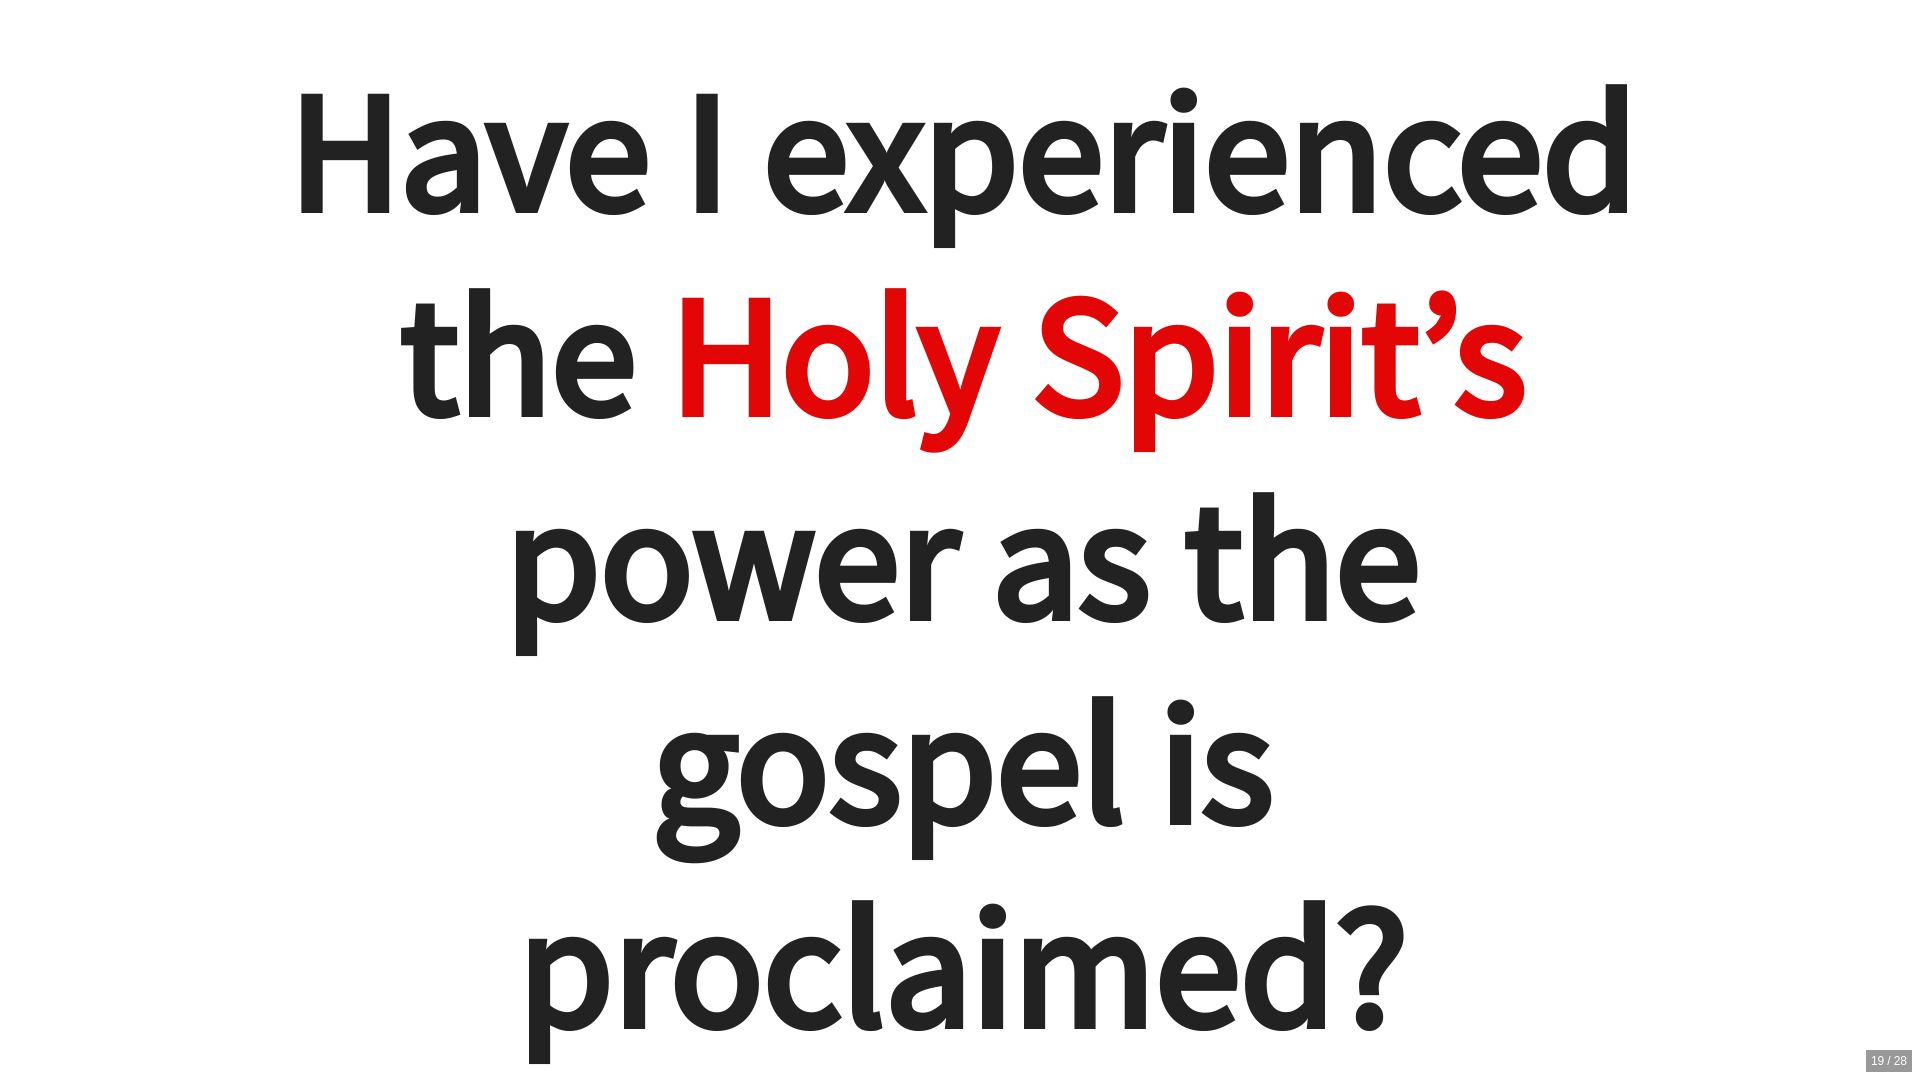 Have I experienced
the Holy Spirit’s
power as the
gospel is
proclaimed?
19 / 28